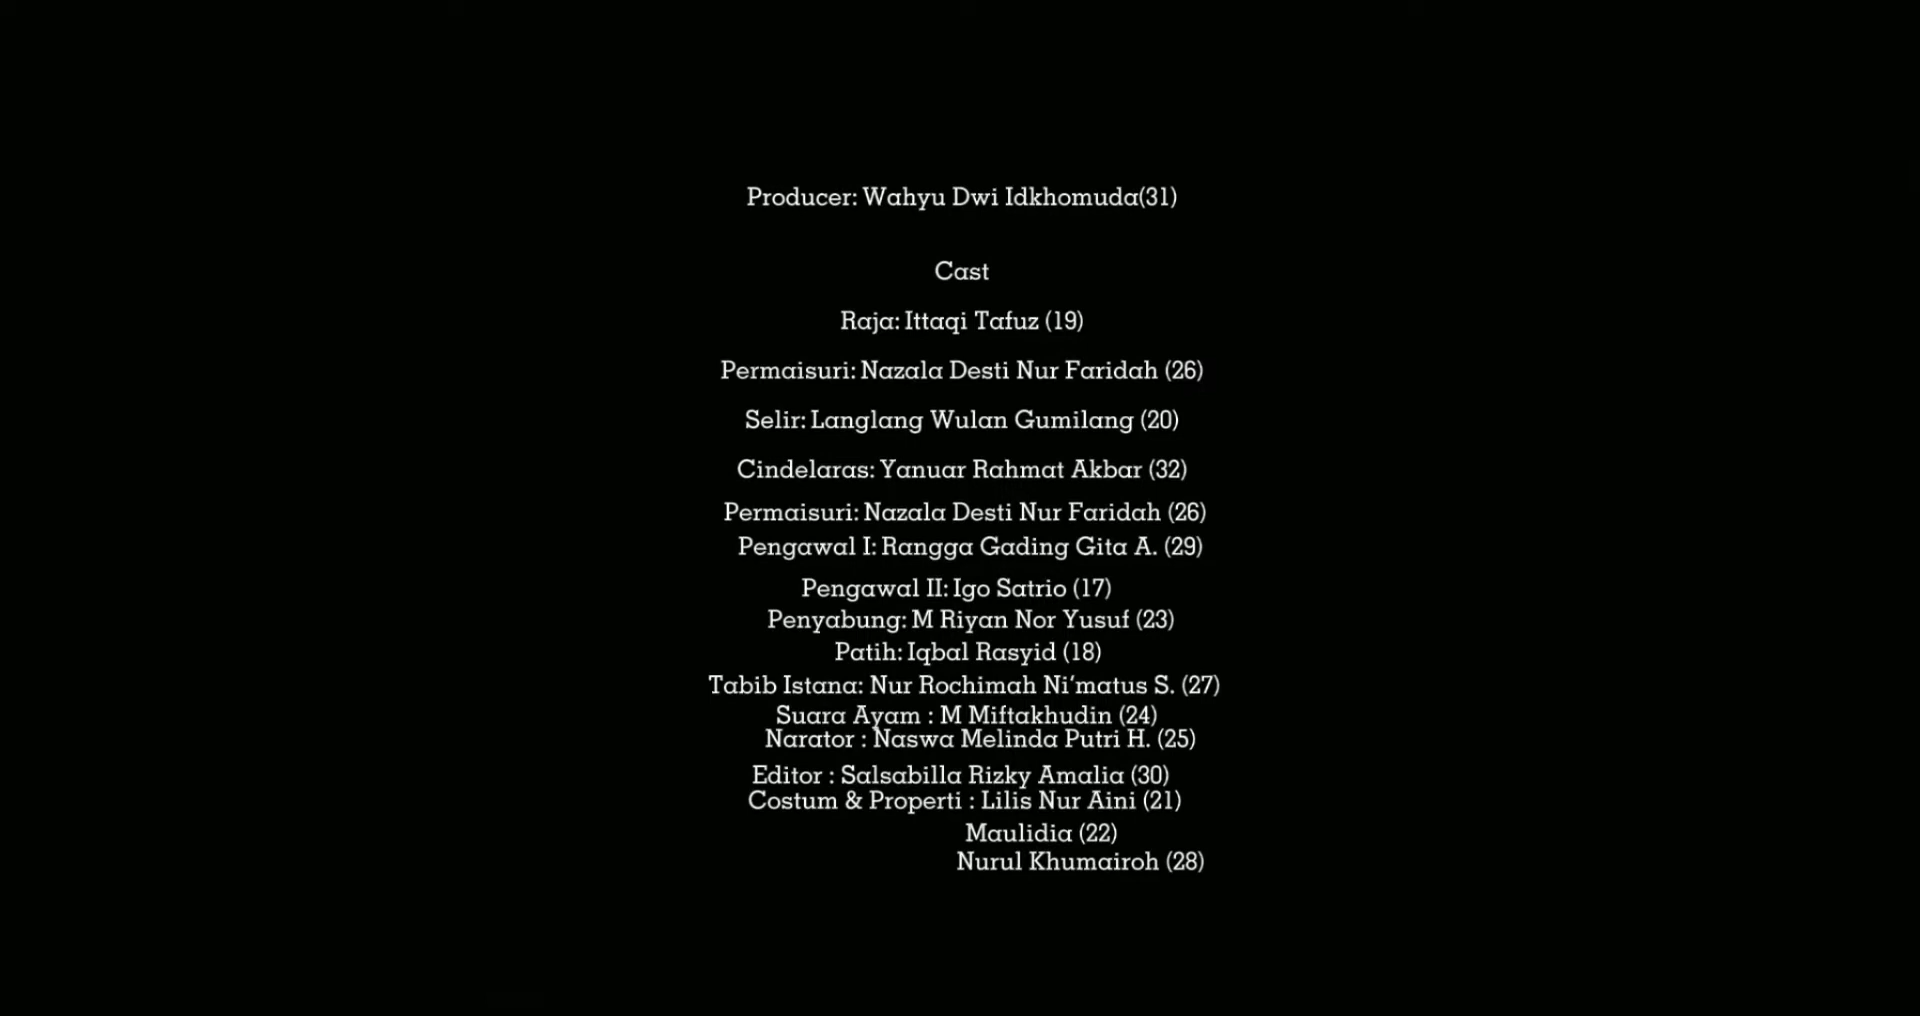 Producer: Wahyu Dwi Idkhomuda(31)
Cast
Raja: Ittaqi Tafuz (19)
Permaisuri: Nazala Desti Nur Faridah (26)
Selir: Langlang Wulan Gumilang (20)
Cindelaras: Yanuar Rahmat Akbar (32)
Permaisuri: Nazala Desti Nur Faridah (26)
Pengawal I: Rangga Gading Gita A. (29)
Pengawal II: Igo Satrio (17)
Penyabung: M Riyan Nor Yusuf (23)
Patih: Iqbal Rasyid (18)
Tabib Istana: Nur Rochimah Ni’matus S. (27)
Suara Ayam : M Miftakhudin (24)
Narator : Naswa Melinda Putri H. (25)
Editor : Salsabilla Rizky Amalia (30)
Costum & Properti : Lilis Nur Aini (21)
Maulidia (22)
Nurul Khumairoh (28)